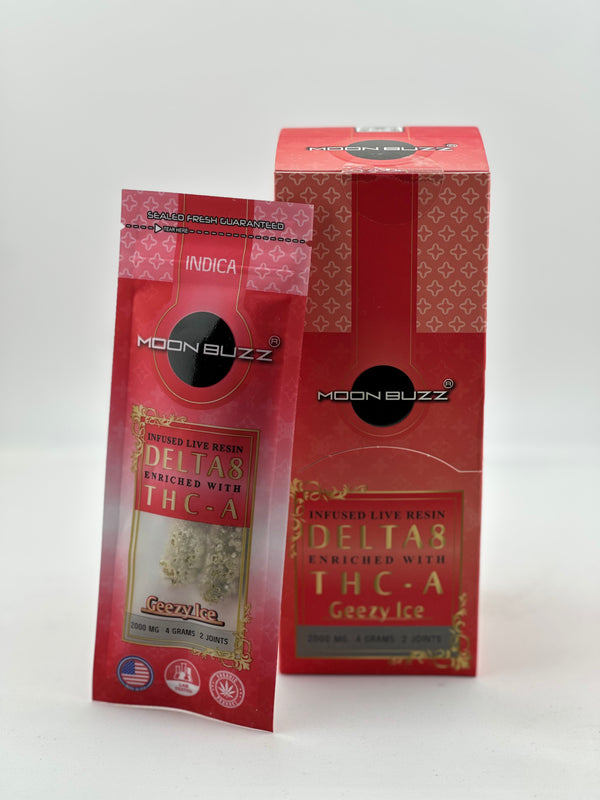 SEALED FRESH GUARANTEED
TEAR HERE
INDICA
MOON BUZZ®
INFUSED LIVE RESIN
DELTA8
ENRICHED WITH
THC-A
Geezy Ice
2000 MG 4 GRAMS 2 JOINTS
LAB TESTED
MOON BUZZ®
MOON BUZZ®
INFUSED LIVE RESIN
DELTA8
ENRICHED WITH
THC-A
Geezy Ice
2000 MG 4 GRAMS 2 JOINTS